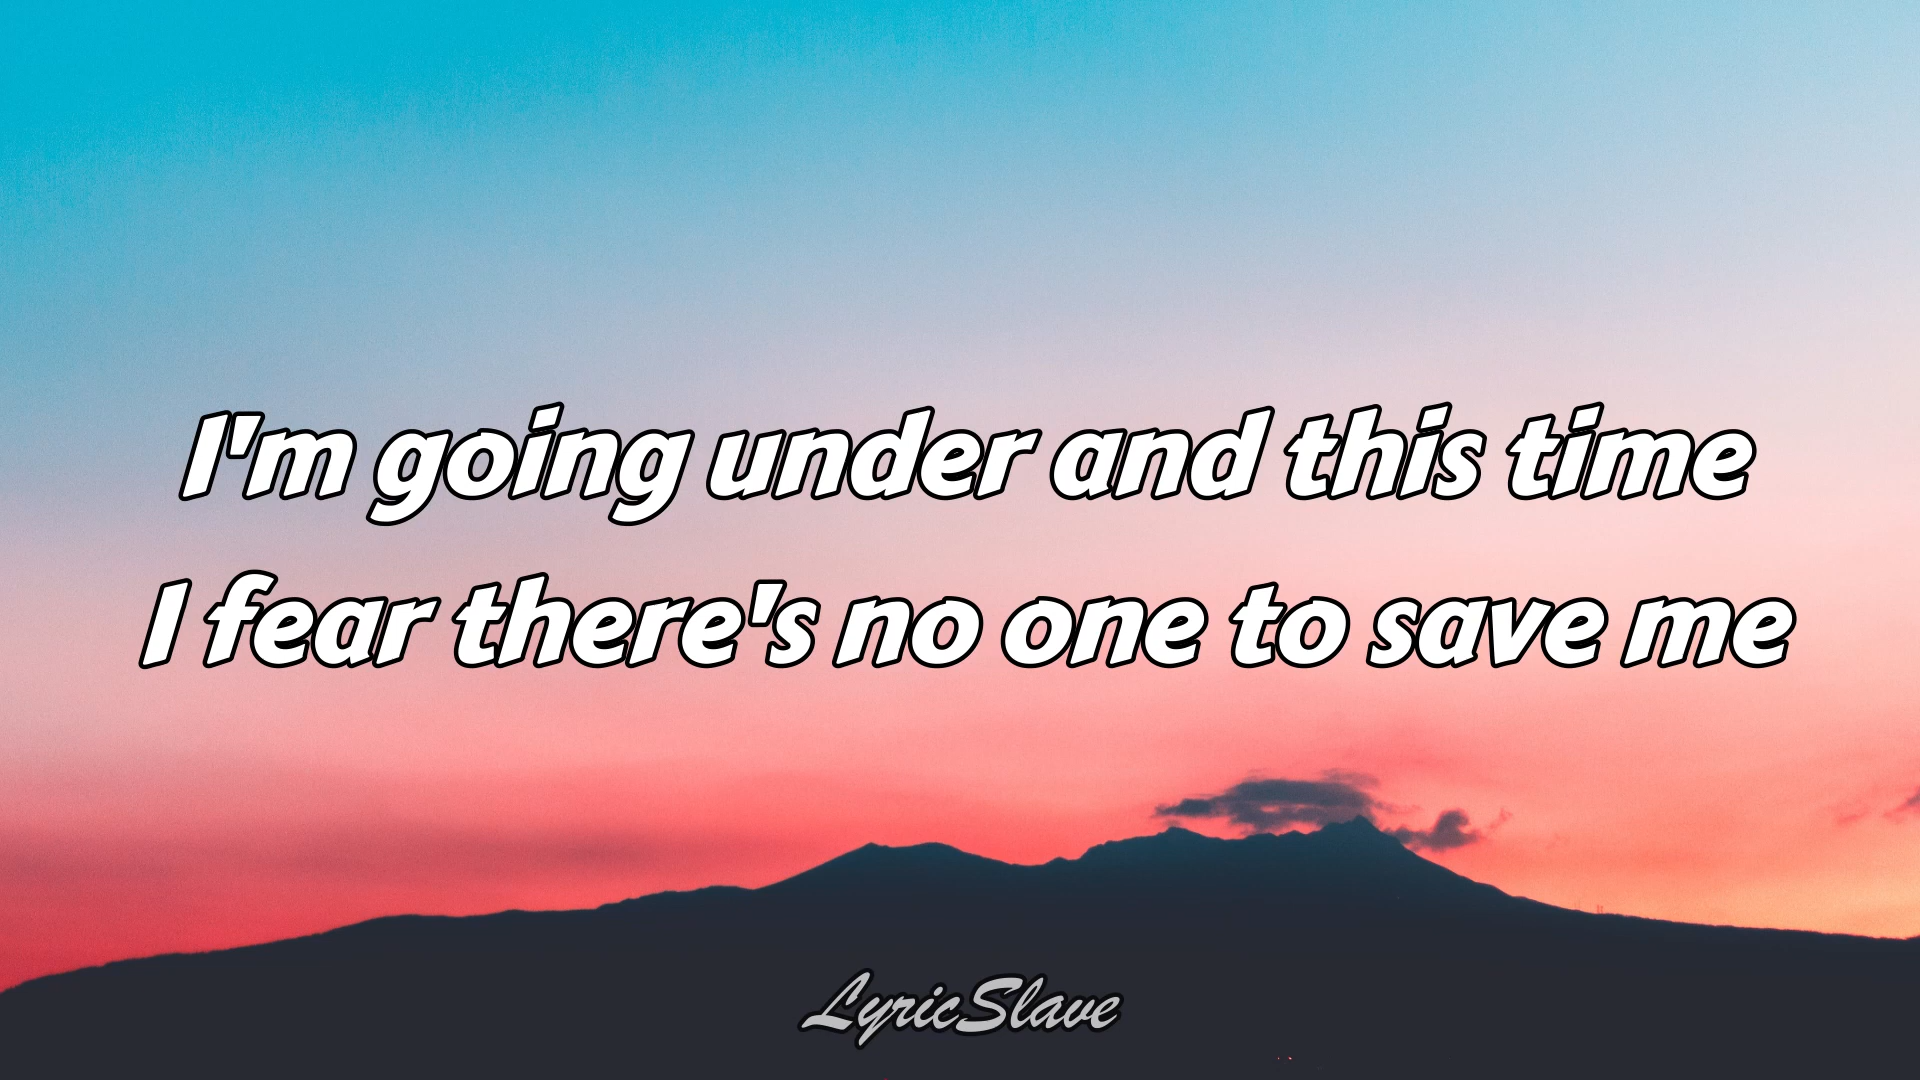 I'm going under and this time
I fear there's no one to save me
LyricSlave